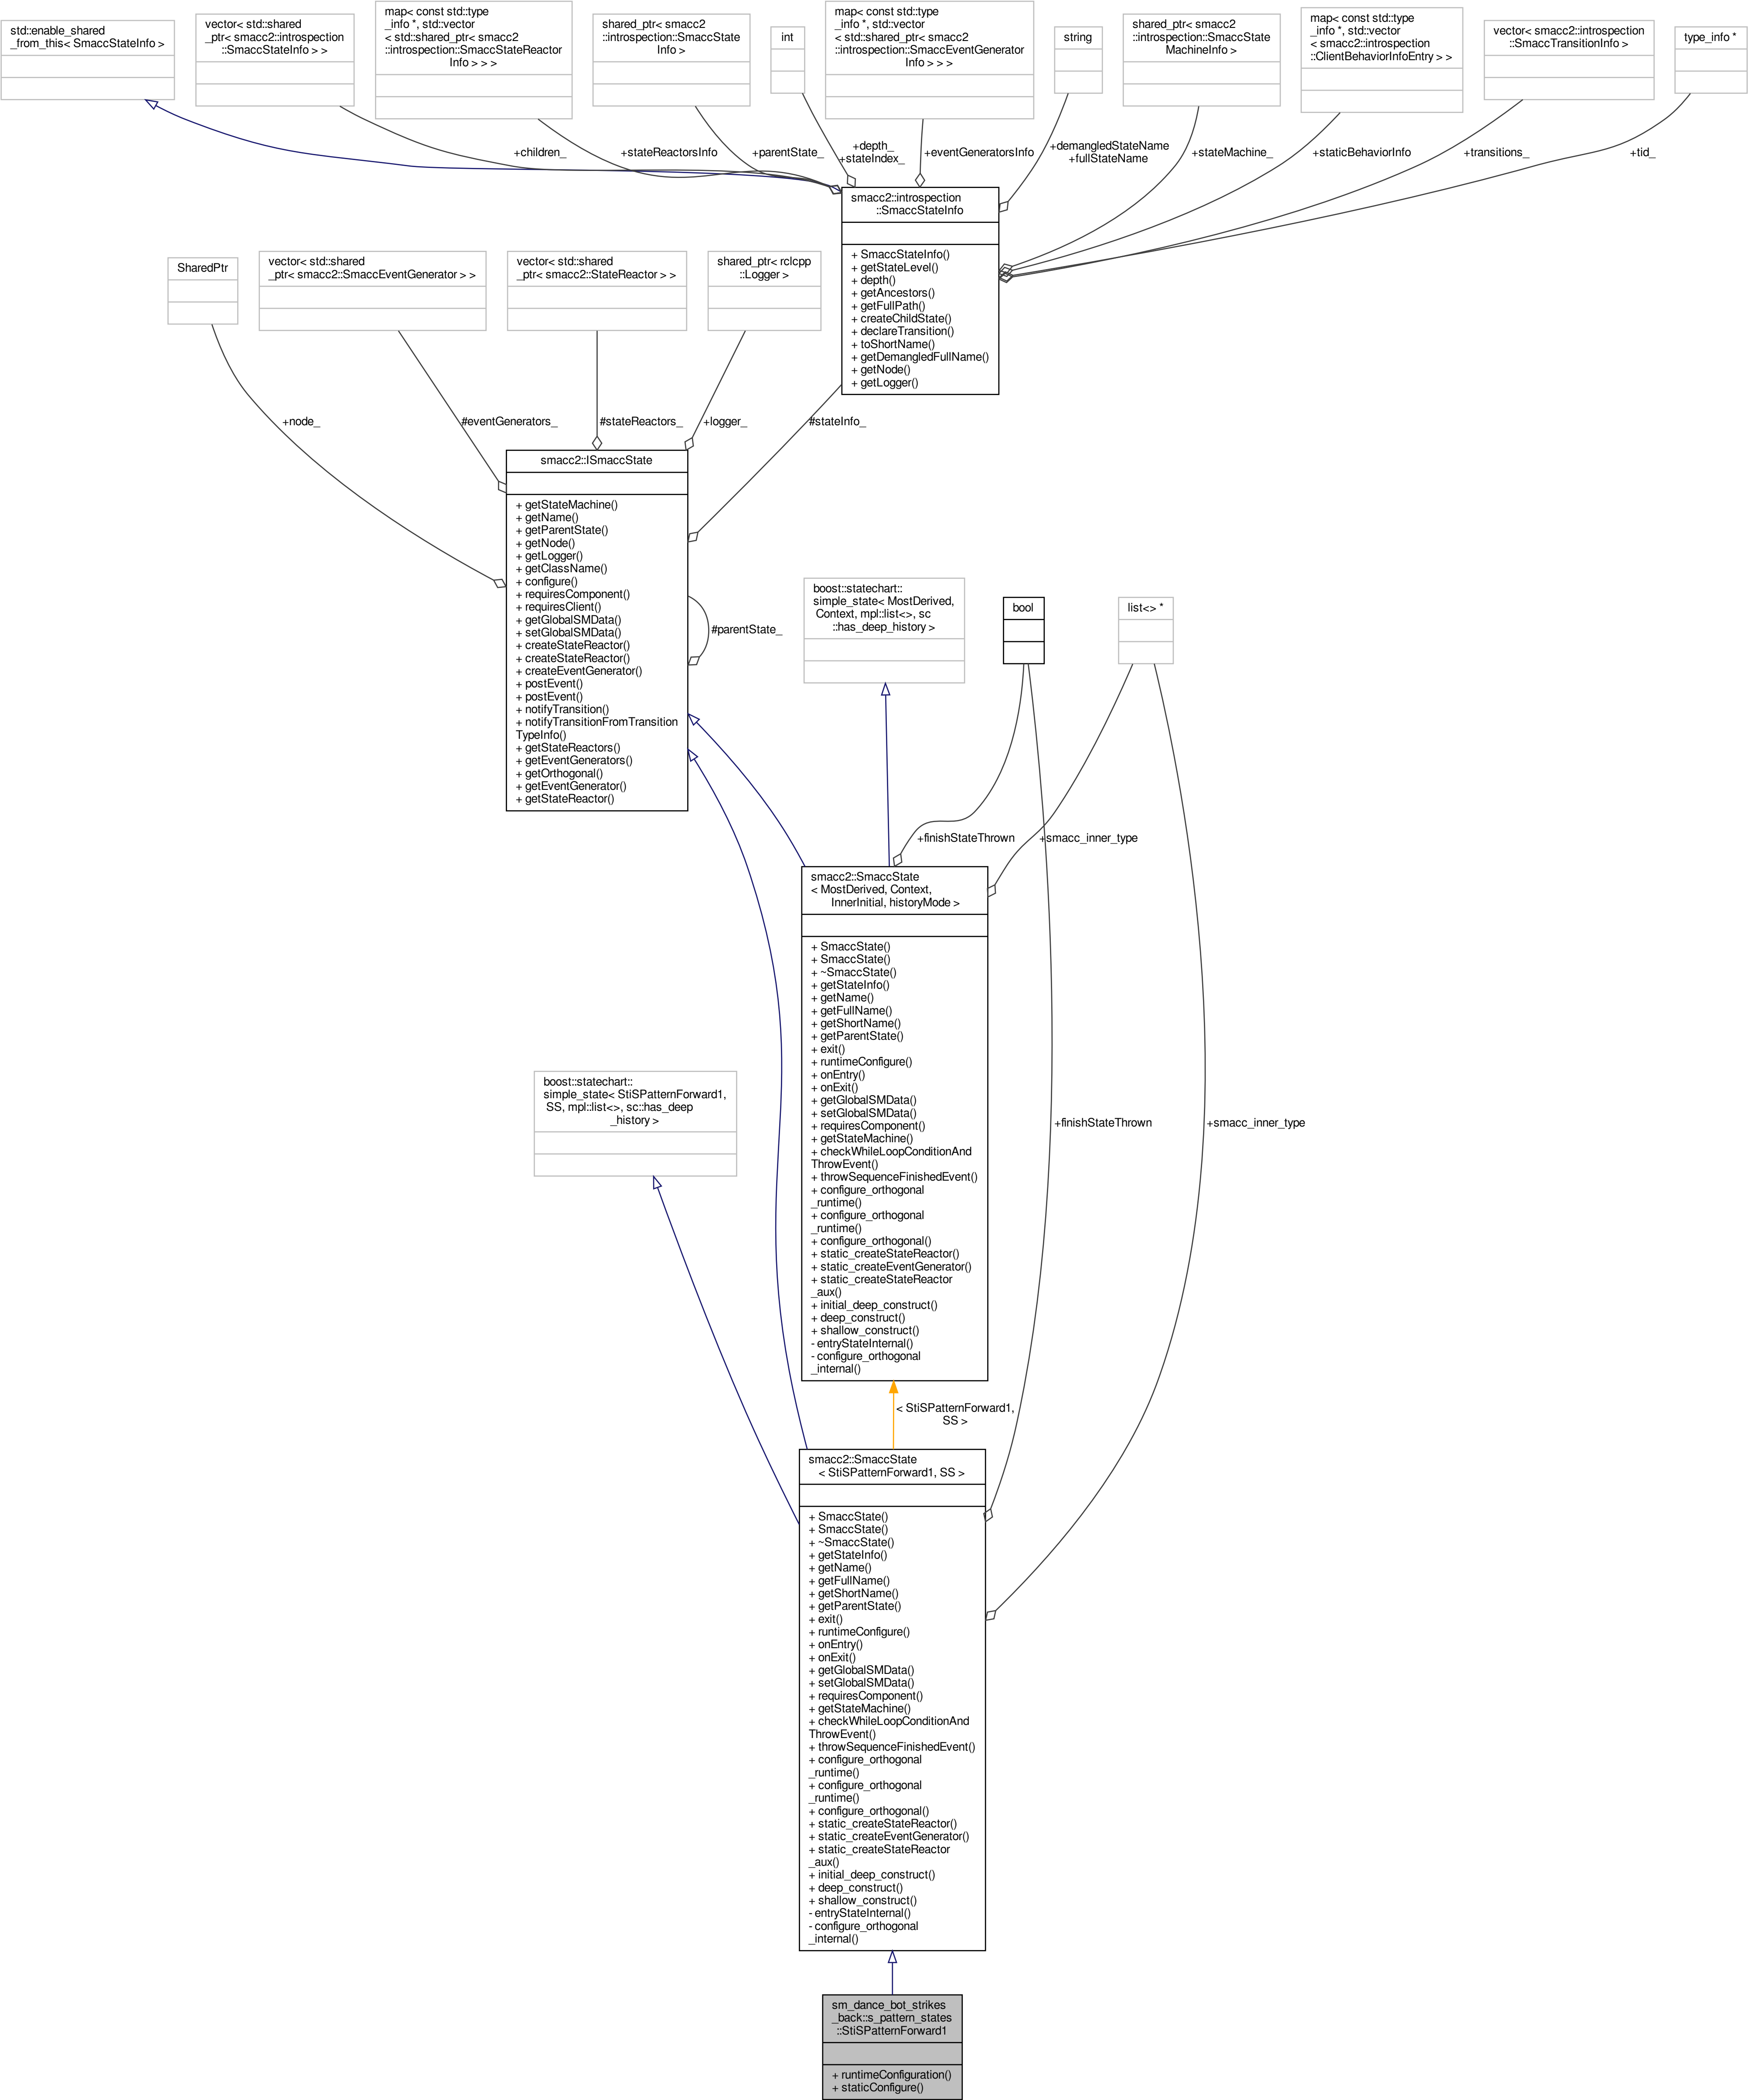 std::enable_shared
_from_this< SmaccStateInfo >
vector< std::shared
_ptr< smacc2::introspection
::SmaccStateInfo > >
map< const std::type
_info *, std::vector
< std::shared_ptr< smacc2
::introspection::SmaccStateReactor
Info > > >
shared_ptr< smacc2
::introspection::SmaccState
Info >
int
map< const std::type
_info *, std::vector
< std::shared_ptr< smacc2
::introspection::SmaccEventGenerator
Info > > >
string
shared_ptr< smacc2
::introspection::SmaccState
MachineInfo >
map< const std::type
_info *, std::vector
< smacc2::introspection
::ClientBehaviorInfoEntry > >
vector< smacc2::introspection
::SmaccTransitionInfo >
type_info *
+children_
+stateReactorsInfo
+parentState_
+depth_
+stateIndex_
+eventGeneratorsInfo
+demangledStateName
+fullStateName
+stateMachine_
+staticBehaviorInfo
+transitions_
+tid_
smacc2::introspection
::SmaccStateInfo
+ SmaccStateInfo()
+ getStateLevel()
+ depth()
+ getAncestors()
+ getFullPath()
+ createChildState()
+ declareTransition()
+ toShortName()
+ getDemangledFullName()
+ getNode()
+ getLogger()
SharedPtr
vector< std::shared
_ptr< smacc2::SmaccEventGenerator > >
vector< std::shared
_ptr< smacc2::StateReactor > >
shared_ptr< rclcpp
::Logger >
+node_
#eventGenerators_
#stateReactors_
+logger_
#stateInfo_
smacc2::ISmaccState
+ getStateMachine()
+ getName()
+ getParentState()
+ getNode()
+ getLogger()
+ getClassName()
+ configure()
+ requiresComponent()
+ requiresClient()
+ getGlobalSMData()
+ setGlobalSMData()
+ createStateReactor()
+ createStateReactor()
+ createEventGenerator()
+ postEvent()
+ postEvent()
+ notifyTransition()
+ notifyTransitionFromTransition
TypeInfo()
+ getStateReactors()
+ getEventGenerators()
+ getOrthogonal()
+ getEventGenerator()
+ getStateReactor()
#parentState_
boost::statechart::
simple_state< MostDerived,
Context, mpl::list<>, sc
::has_deep_history >
bool
list<> *
+finishStateThrown
+smacc_inner_type
smacc2::SmaccState
< MostDerived, Context,
InnerInitial, historyMode >
+ SmaccState()
+ SmaccState()
+ ~SmaccState()
+ getStateInfo()
+ getName()
+ getFullName()
+ getShortName()
+ getParentState()
+ exit()
+ runtimeConfigure()
+ onEntry()
+ onExit()
+ getGlobalSMData()
+ setGlobalSMData()
+ requiresComponent()
+ getStateMachine()
+ checkWhileLoopConditionAnd
ThrowEvent()
+ throwSequenceFinishedEvent()
+ configure_orthogonal
_runtime()
+ configure_orthogonal
_runtime()
+ configure_orthogonal()
+ static_createStateReactor()
+ static_createEventGenerator()
+ static_createStateReactor
_aux()
+ initial_deep_construct()
+ deep_construct()
+ shallow_construct()
- entryStateInternal()
- configure_orthogonal
_internal()
boost::statechart::
simple_state< StiSPatternForward1,
SS, mpl::list<>, sc::has_deep
_history >
+finishStateThrown
+smacc_inner_type
< StiSPatternForward1,
SS >
smacc2::SmaccState
< StiSPatternForward1, SS >
+ SmaccState()
+ SmaccState()
+ ~SmaccState()
+ getStateInfo()
+ getName()
+ getFullName()
+ getShortName()
+ getParentState()
+ exit()
+ runtimeConfigure()
+ onEntry()
+ onExit()
+ getGlobalSMData()
+ setGlobalSMData()
+ requiresComponent()
+ getStateMachine()
+ checkWhileLoopConditionAnd
ThrowEvent()
+ throwSequenceFinishedEvent()
+ configure_orthogonal
_runtime()
+ configure_orthogonal
_runtime()
+ configure_orthogonal()
+ static_createStateReactor()
+ static_createEventGenerator()
+ static_createStateReactor
_aux()
+ initial_deep_construct()
+ deep_construct()
+ shallow_construct()
- entryStateInternal()
- configure_orthogonal
_internal()
sm_dance_bot_strikes
_back::s_pattern_states
::StiSPatternForward1
+ runtimeConfiguration()
+ staticConfigure()